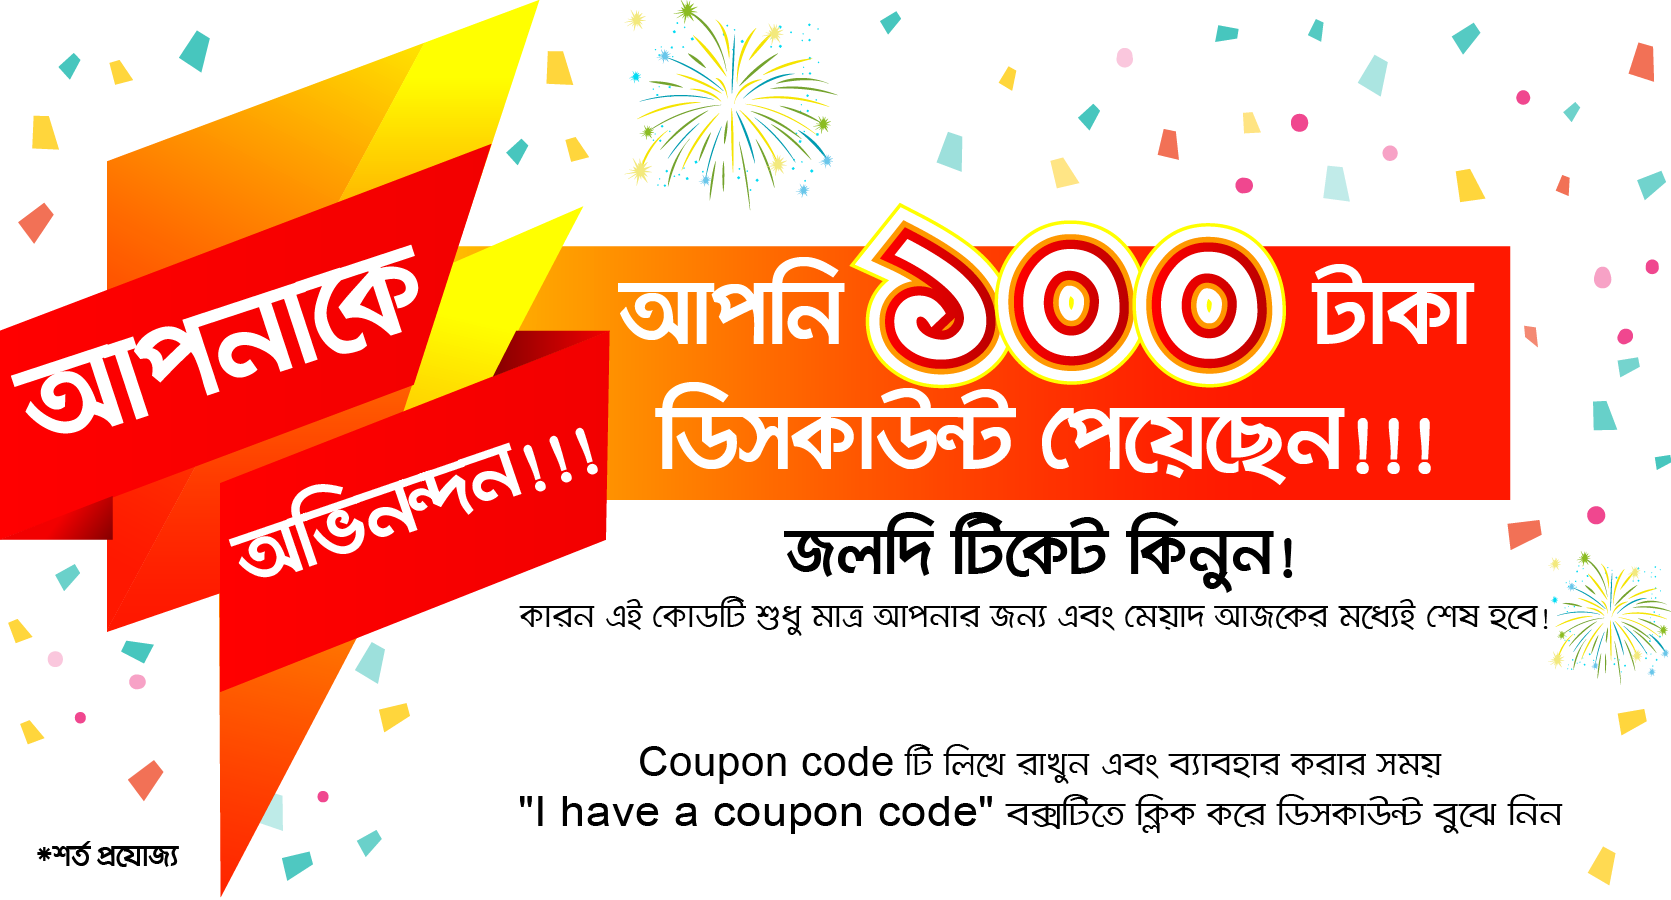 আপনাকে
অভিনন্দন!!!
আপনি ১০০ টাকা
ডিসকাউন্ট পেয়েছেন!!!
জলদি টিকেট কিনুন!
কারন এই কোডটি শুধু মাত্র আপনার জন্য এবং মেয়াদ আজকের মধ্যেই শেষ হবে!
Coupon code টি লিখে রাখুন এবং ব্যাবহার করার সময়
"I have a coupon code" বক্সটিতে ক্লিক করে ডিসকাউন্ট বুঝে নিন
*শর্ত প্রযোজ্য